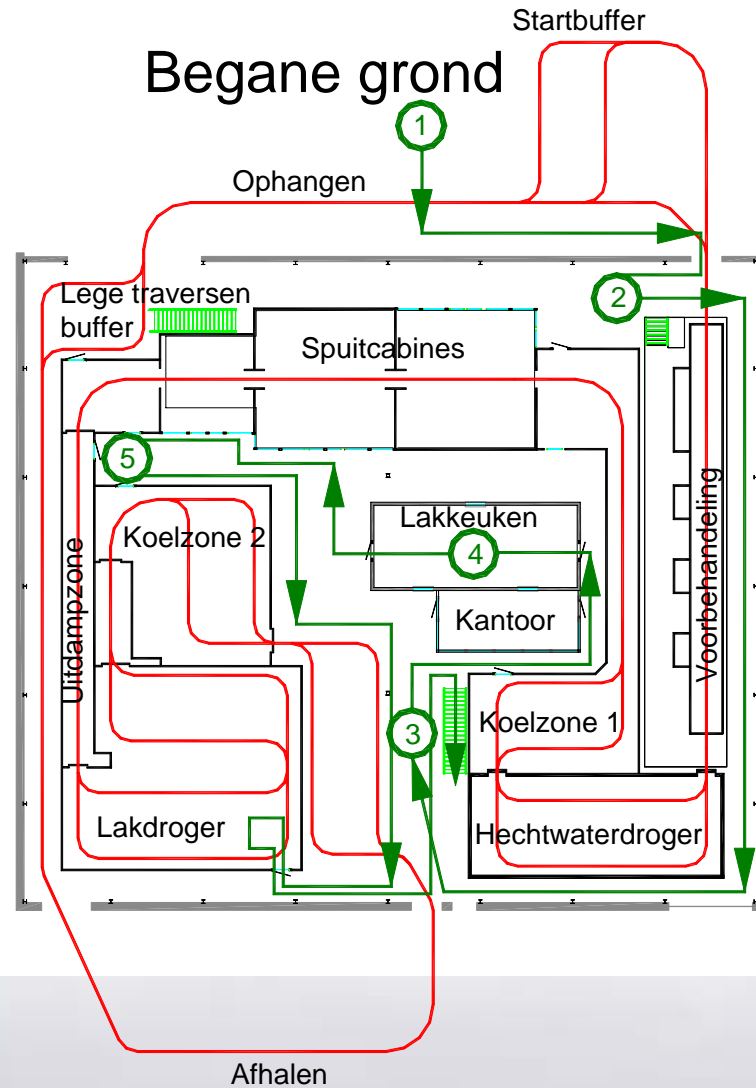 Startbuffer
Begane grond
1
Ophangen
Lege traversen
buffer
2
Spuitcabines
5
Lakkeuken
Koelzone 2
4
Kantoor
Uitdampzone
Voorbehandeling
3
Koelzone 1
Lakdroger
Hechtwaterdroger
Afhalen